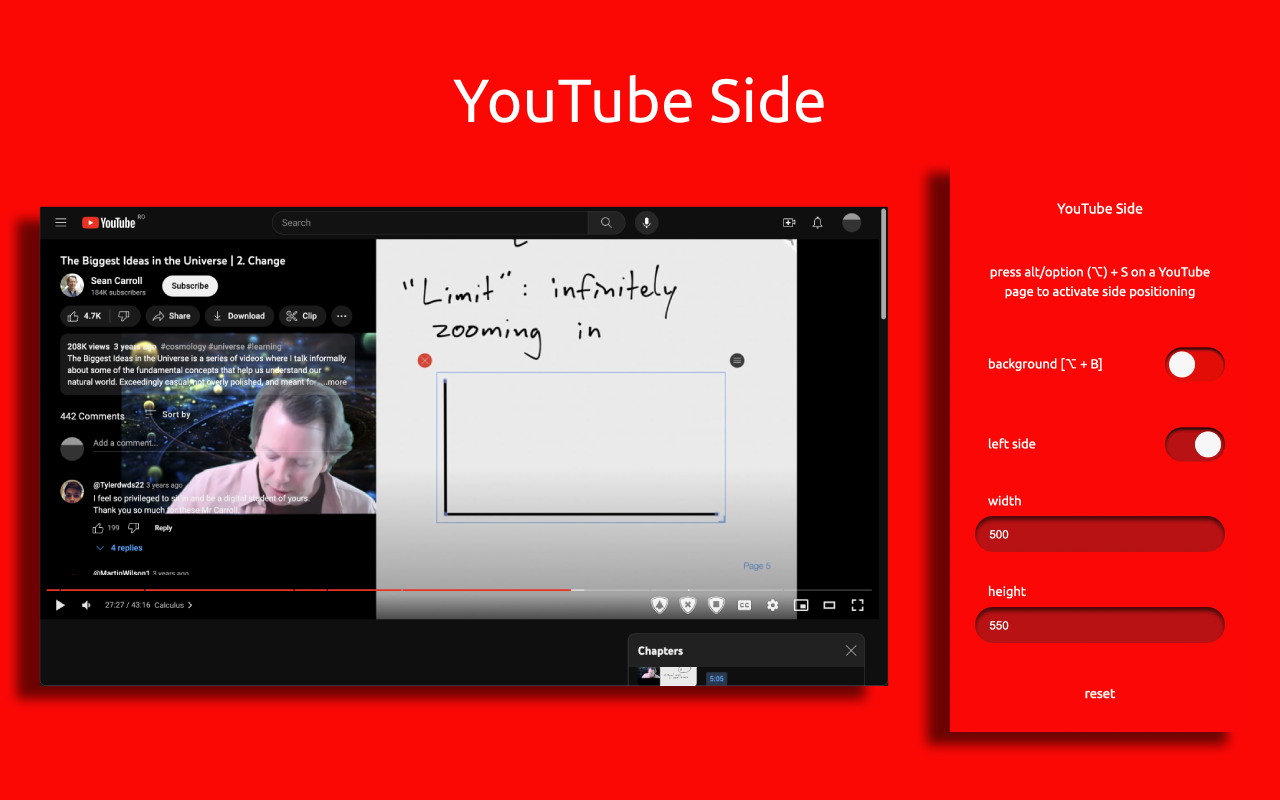 YouTube Side
YouTube RO
Search
The Biggest Ideas in the Universe | 2. Change
Sean Carroll
184K subscribers
Subscribe
4.7K
Share
Download
Clip
208K views 3 years ago #cosmology #universe #learning
The Biggest Ideas in the Universe is a series of videos where I talk informally
about some of the fundamental concepts that help us understand our
natural world. Exceedingly casual, not overly polished, and meant for ...more
442 Comments
Sort by
Add a comment...
@Tylerdwds22 3 years ago
I feel so privileged to sit in and be a digital student of yours.
Thank you so much for these Mr Carroll.
199
Reply
4 replies
@MartinWilson1 3 years ago
"Limit": infinitely
zooming in
Page 5
27:27 / 43:16 Calculus
CC
Chapters
5:05
YouTube Side
press alt/option (⌥) + S on a YouTube
page to activate side positioning
background [⌥ + B]
left side
width
500
height
550
reset